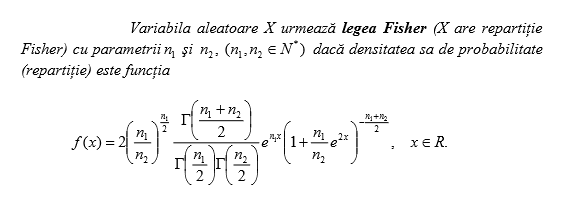 Variabila aleatoare X urmează legea Fisher (X are repartiție
Fisher) cu parametrii n₁ şi n₂, (n₁, n₂ ∈ N*) dacă densitatea sa de probabilitate
(repartiție) este funcția
f(x) = 2(n₁/n₂)^(n₁/2) Γ((n₁+n₂)/2) / (Γ(n₁/2)Γ(n₂/2)) e^(n₁x) (1 + n₁/n₂ e^(2x))^(-(n₁+n₂)/2), x ∈ R.